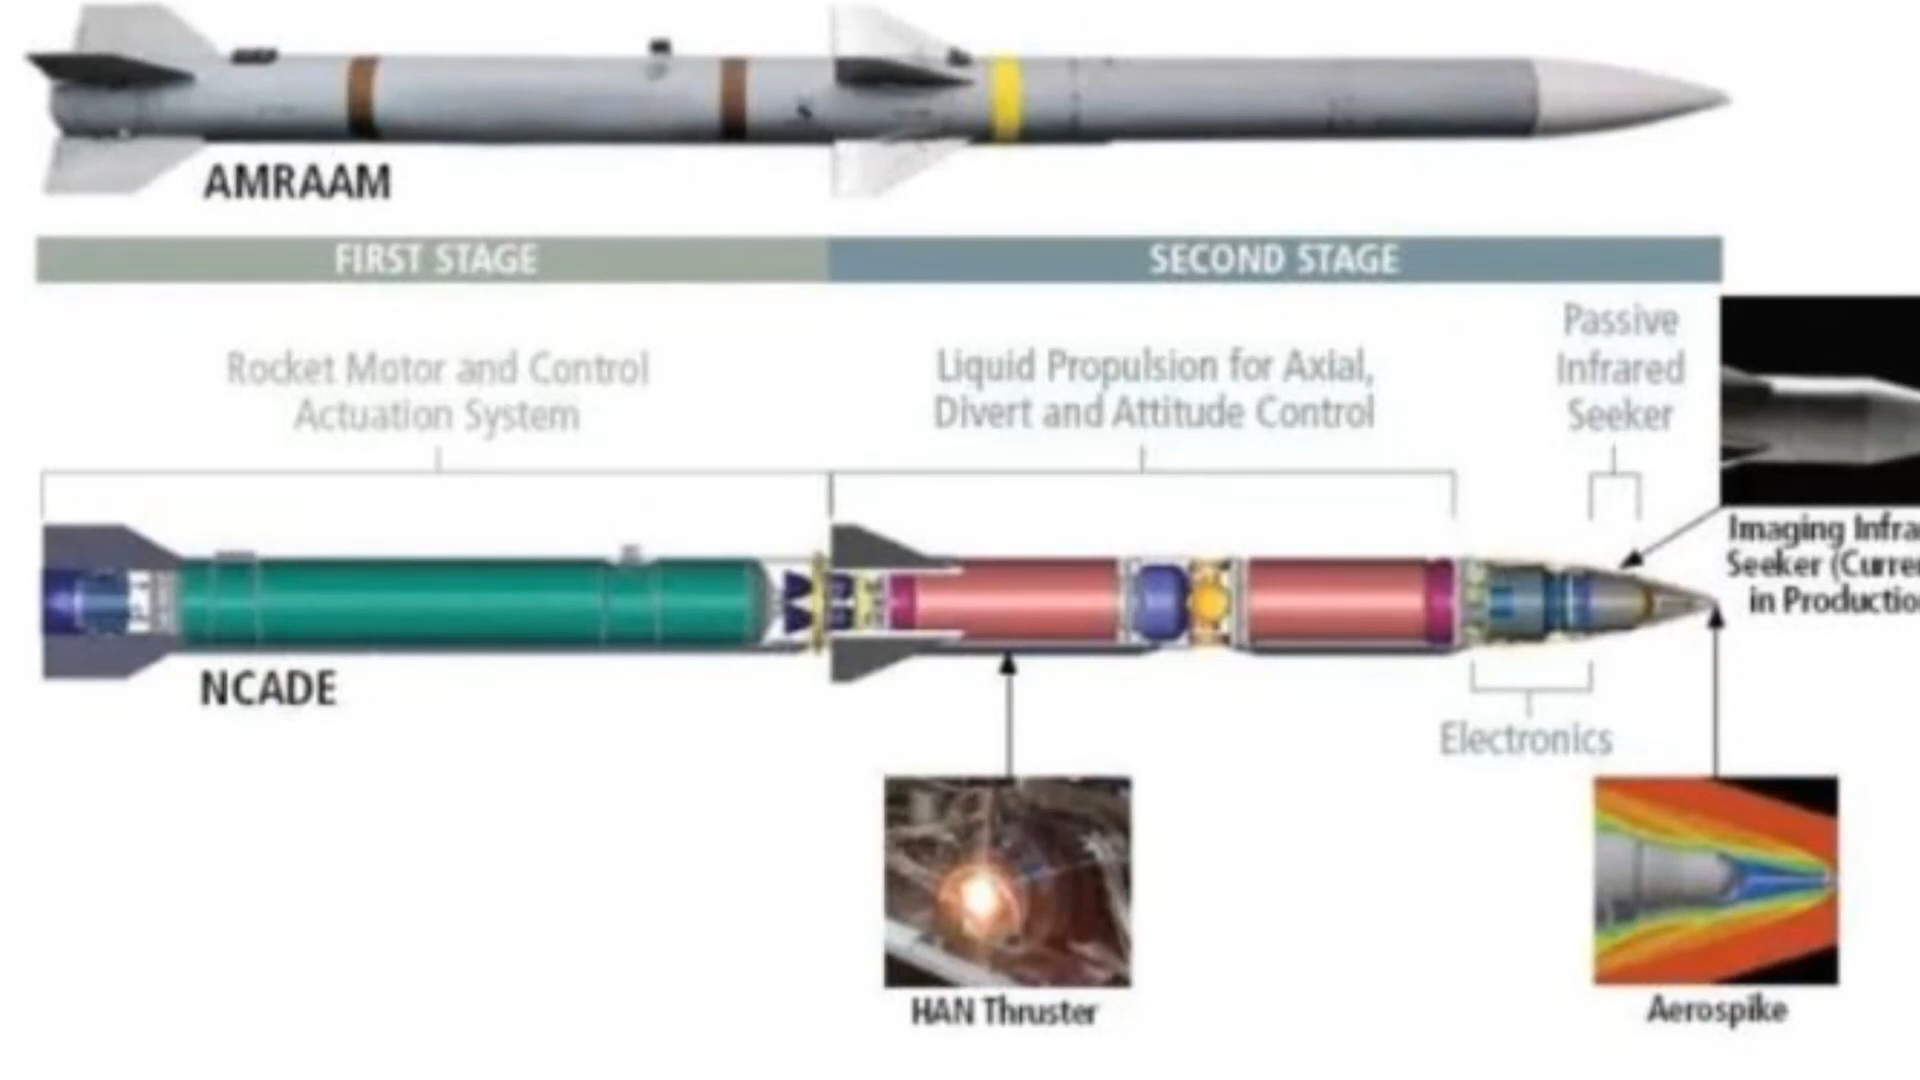 AMRAAM
FIRST STAGE
SECOND STAGE
Rocket Motor and Control
Actuation System
Liquid Propulsion for Axial,
Divert and Attitude Control
Passive
Infrared
Seeker
Imaging Infra
Seeker (Curre
in Productio
NCADE
Electronics
HAN Thruster
Aerospike